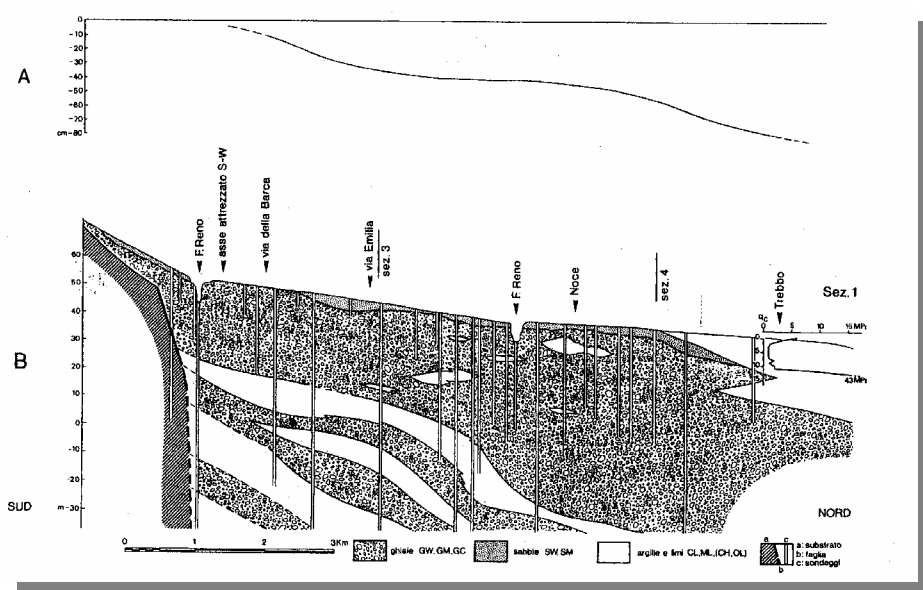 A
0
-10
-20
-30
-40
-50
-60
-70
cm-80
F. Reno
asse attrezzato S-W
via della Barca
via Emilia
sez. 3
F. Reno
Noce
sez. 4
Trebbo
Sez. 1
B
60
50
40
30
20
10
0
-10
-20
m -30
qc
0 5 10 15 MPa
43 MPa
SUD
NORD
0 1 2 3Km
ghiaie GW, GM, GC
sabbie SW, SM
argille e limi CL, ML, (CH, OL)
a c
b
a: substrato
b: faglia
c: sondaggi